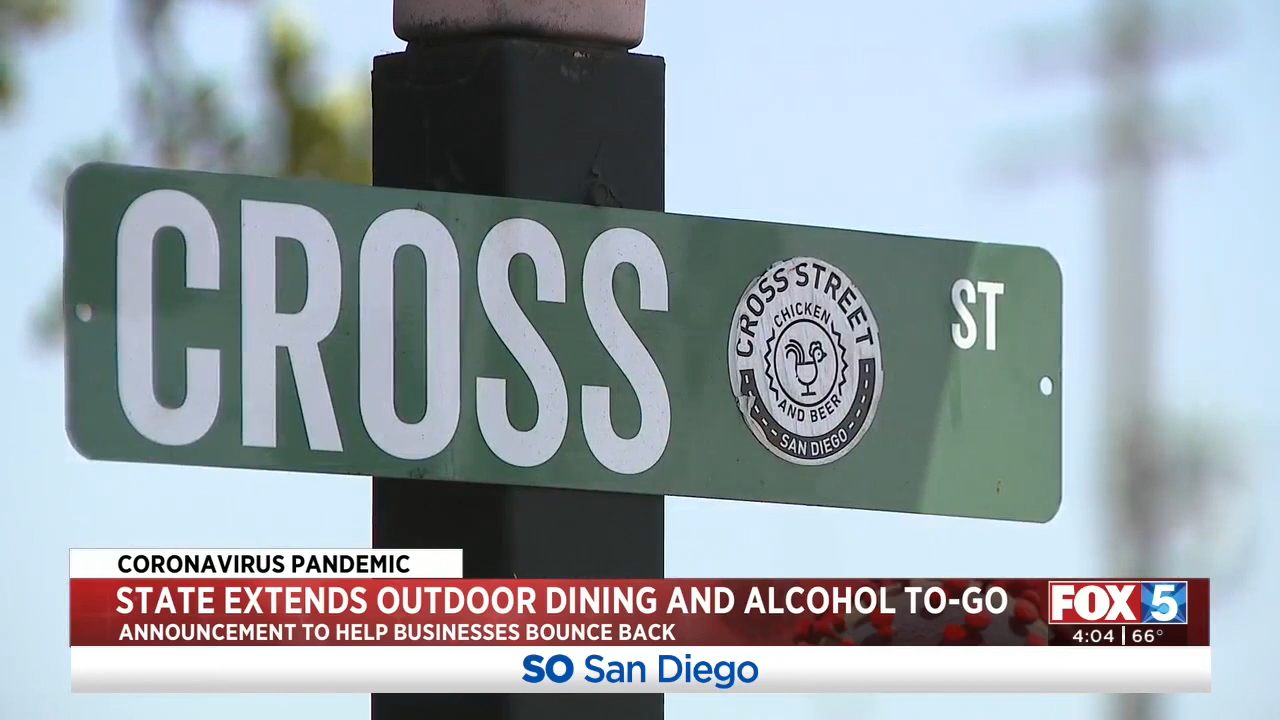 CROSS ST
CROSS STREET
CHICKEN
AND BEER
SAN DIEGO
CORONAVIRUS PANDEMIC
STATE EXTENDS OUTDOOR DINING AND ALCOHOL TO-GO
ANNOUNCEMENT TO HELP BUSINESSES BOUNCE BACK
FOX 5
4:04 | 66°
SO San Diego